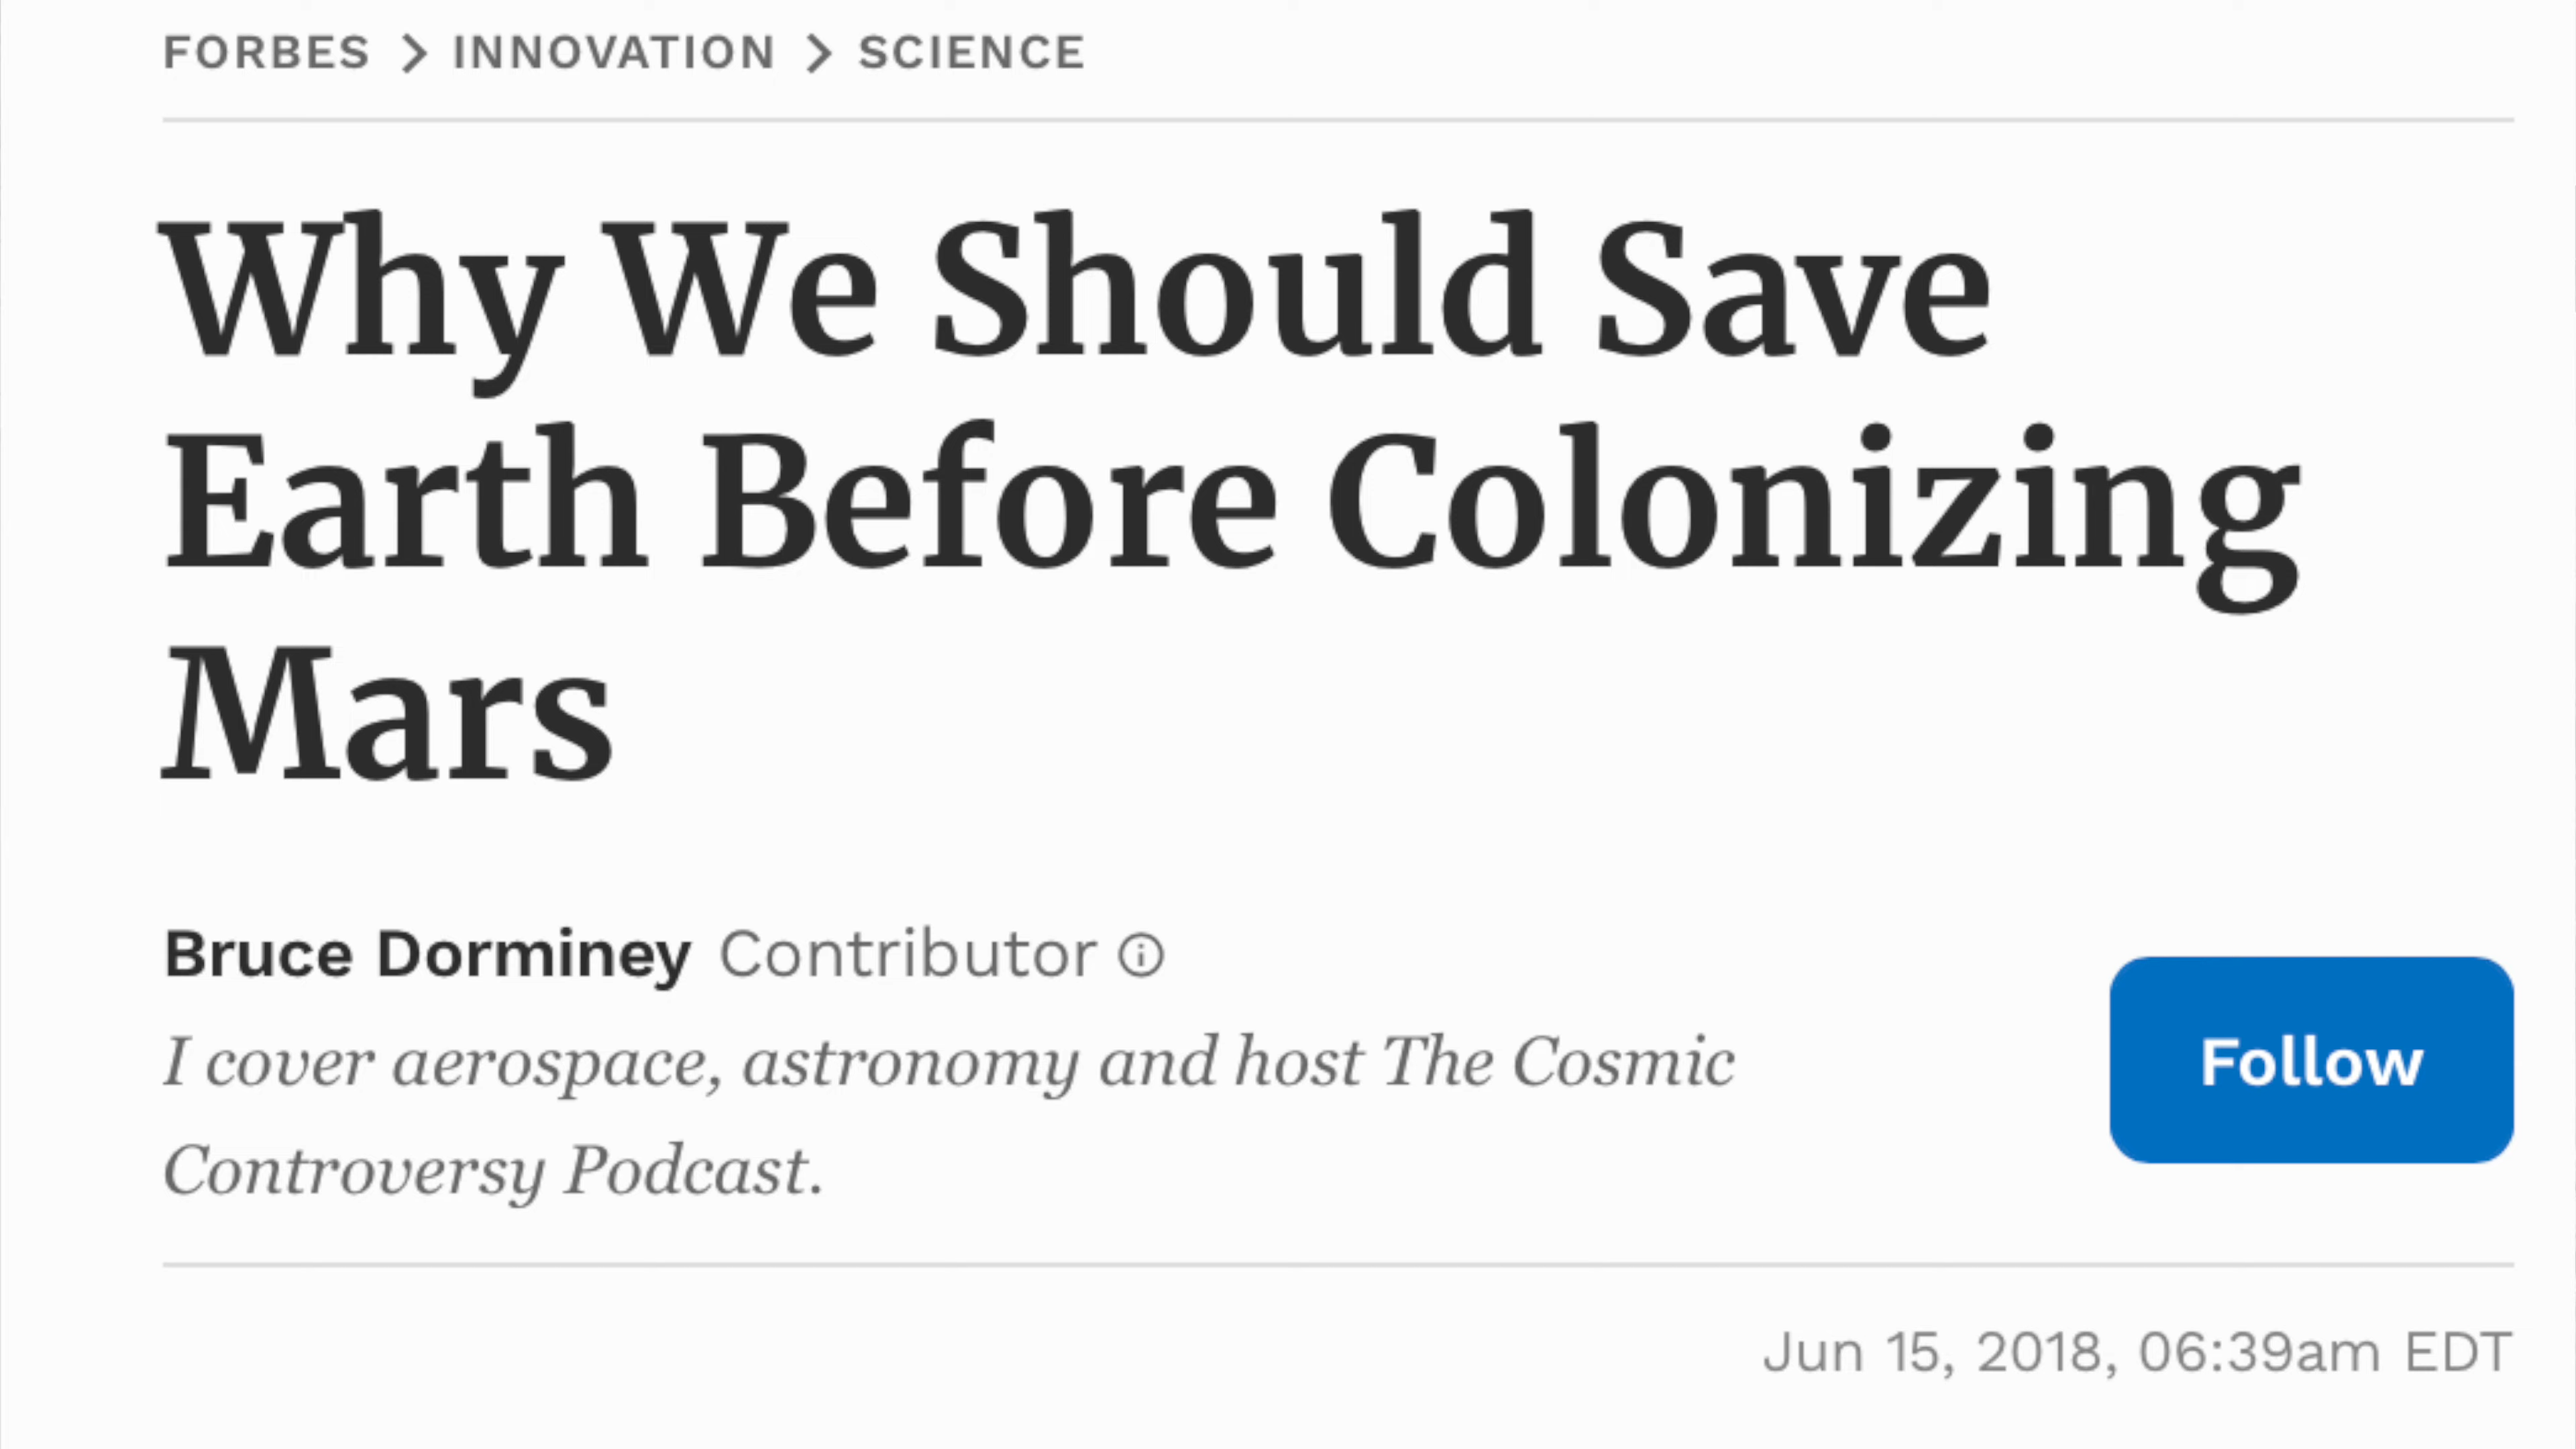 FORBES > INNOVATION > SCIENCE
Why We Should Save
Earth Before Colonizing
Mars
Bruce Dorminey Contributor ⓘ
I cover aerospace, astronomy and host The Cosmic
Controversy Podcast.
Follow
Jun 15, 2018, 06:39am EDT